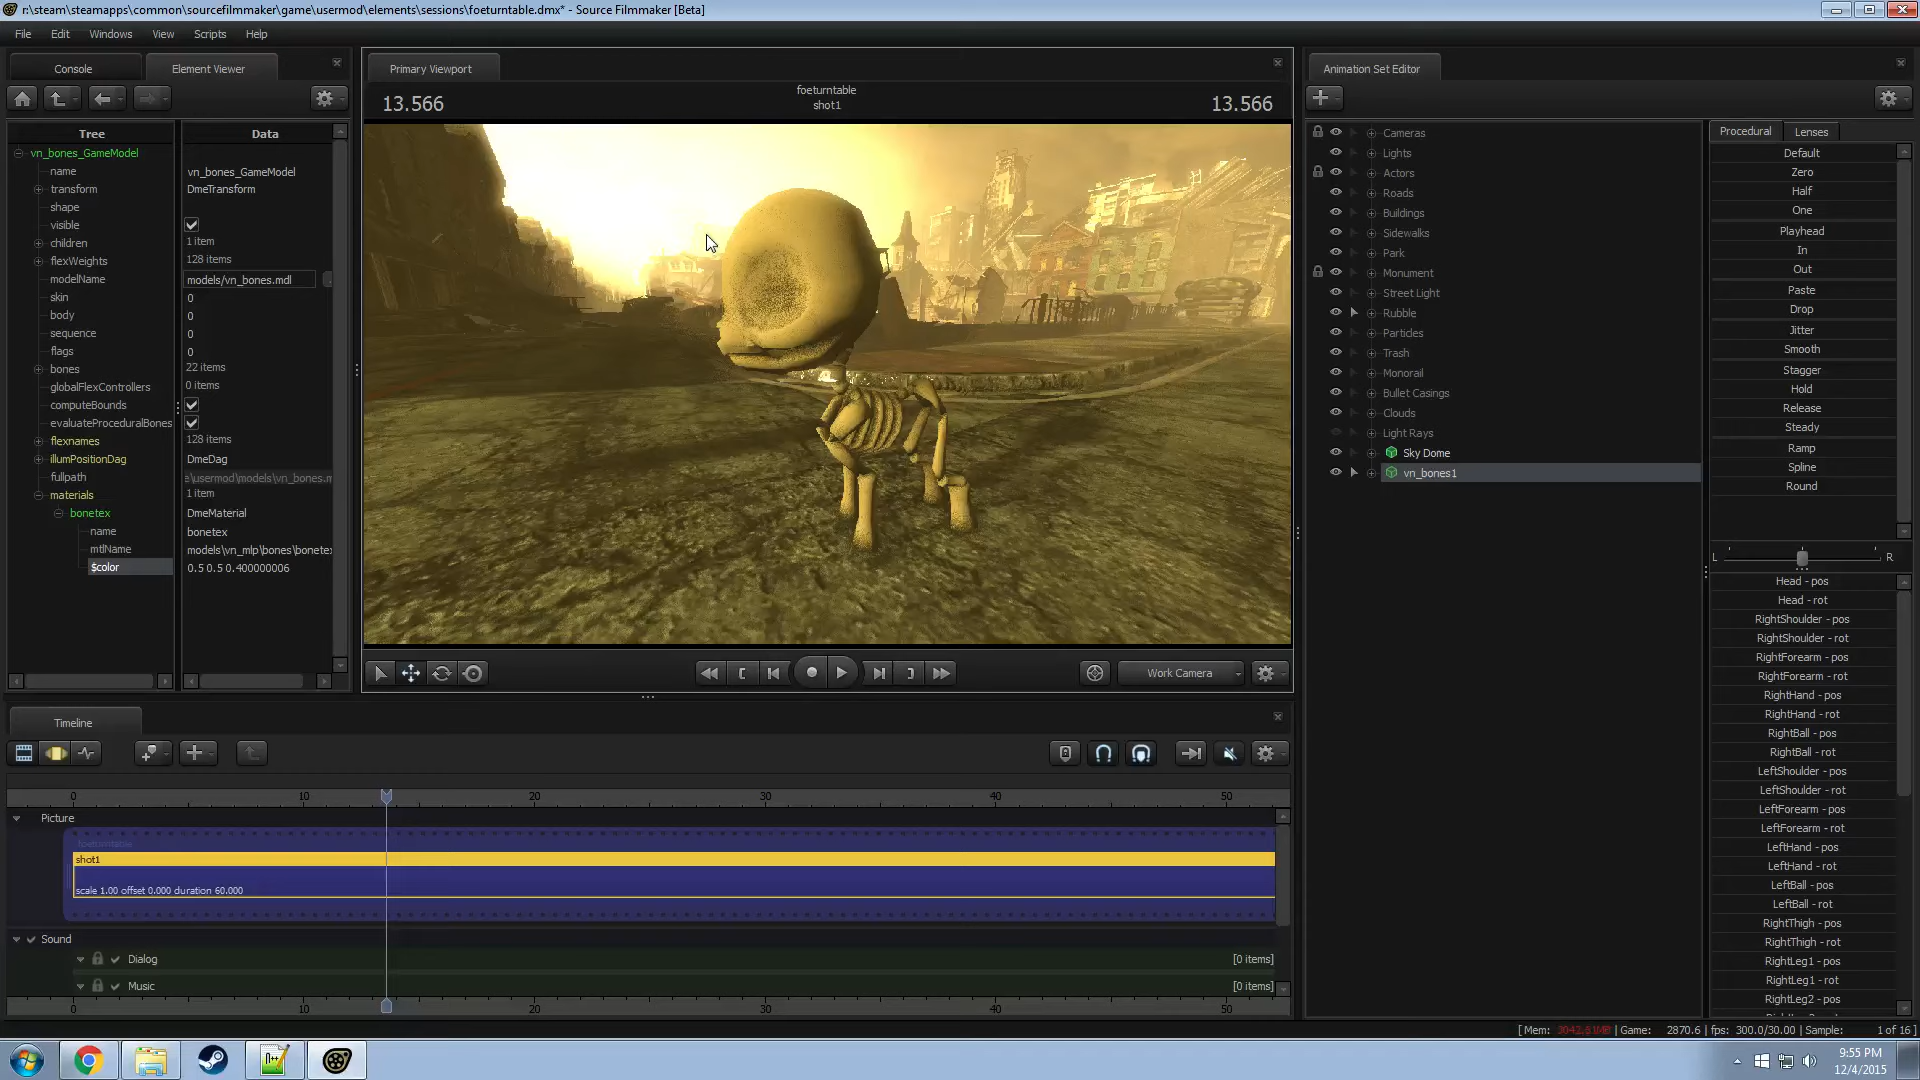 r:\steam\steamapps\common\sourcefilmmaker\game\usermod\elements\sessions\foeturntable.dmx* - Source Filmmaker [Beta]
File Edit Windows View Scripts Help
Console Element Viewer
Tree Data
vn_bones_GameModel
name vn_bones_GameModel
transform DmeTransform
shape
visible
children 1 item
flexWeights 128 items
modelName models/vn_bones.mdl
skin 0
body 0
sequence 0
flags 0
bones 22 items
globalFlexControllers 0 items
computeBounds
evaluateProceduralBones
flexnames 128 items
illumPositionDag DmeDag
fullpath e\usermod\models\vn_bones.m
materials 1 item
bonetex DmeMaterial
name bonetex
mtlName models\vn_mlp\bones\bonetex
$color 0.5 0.5 0.400000006
Primary Viewport
13.566 foeturntable 13.566
shot1
Work Camera
Animation Set Editor
Cameras
Lights
Actors
Roads
Buildings
Sidewalks
Park
Monument
Street Light
Rubble
Particles
Trash
Monorail
Bullet Casings
Clouds
Light Rays
Sky Dome
vn_bones1
Procedural Lenses
Default
Zero
Half
One
Playhead
In
Out
Paste
Drop
Jitter
Smooth
Stagger
Hold
Release
Steady
Ramp
Spline
Round
L R
Head - pos
Head - rot
RightShoulder - pos
RightShoulder - rot
RightForearm - pos
RightForearm - rot
RightHand - pos
RightHand - rot
RightBall - pos
RightBall - rot
LeftShoulder - pos
LeftShoulder - rot
LeftForearm - pos
LeftForearm - rot
LeftHand - pos
LeftHand - rot
LeftBall - pos
LeftBall - rot
RightThigh - pos
RightThigh - rot
RightLeg1 - pos
RightLeg1 - rot
RightLeg2 - pos
Timeline
0 10 20 30 40 50
Picture
foeturntable
shot1
scale 1.00 offset 0.000 duration 60.000
Sound
Dialog [0 items]
Music [0 items]
0 10 20 30 40 50
[ Mem: 3042.61MB | Game: 2870.6 | fps: 300.0/30.00 | Sample: 1 of 16 ]
9:55 PM
12/4/2015